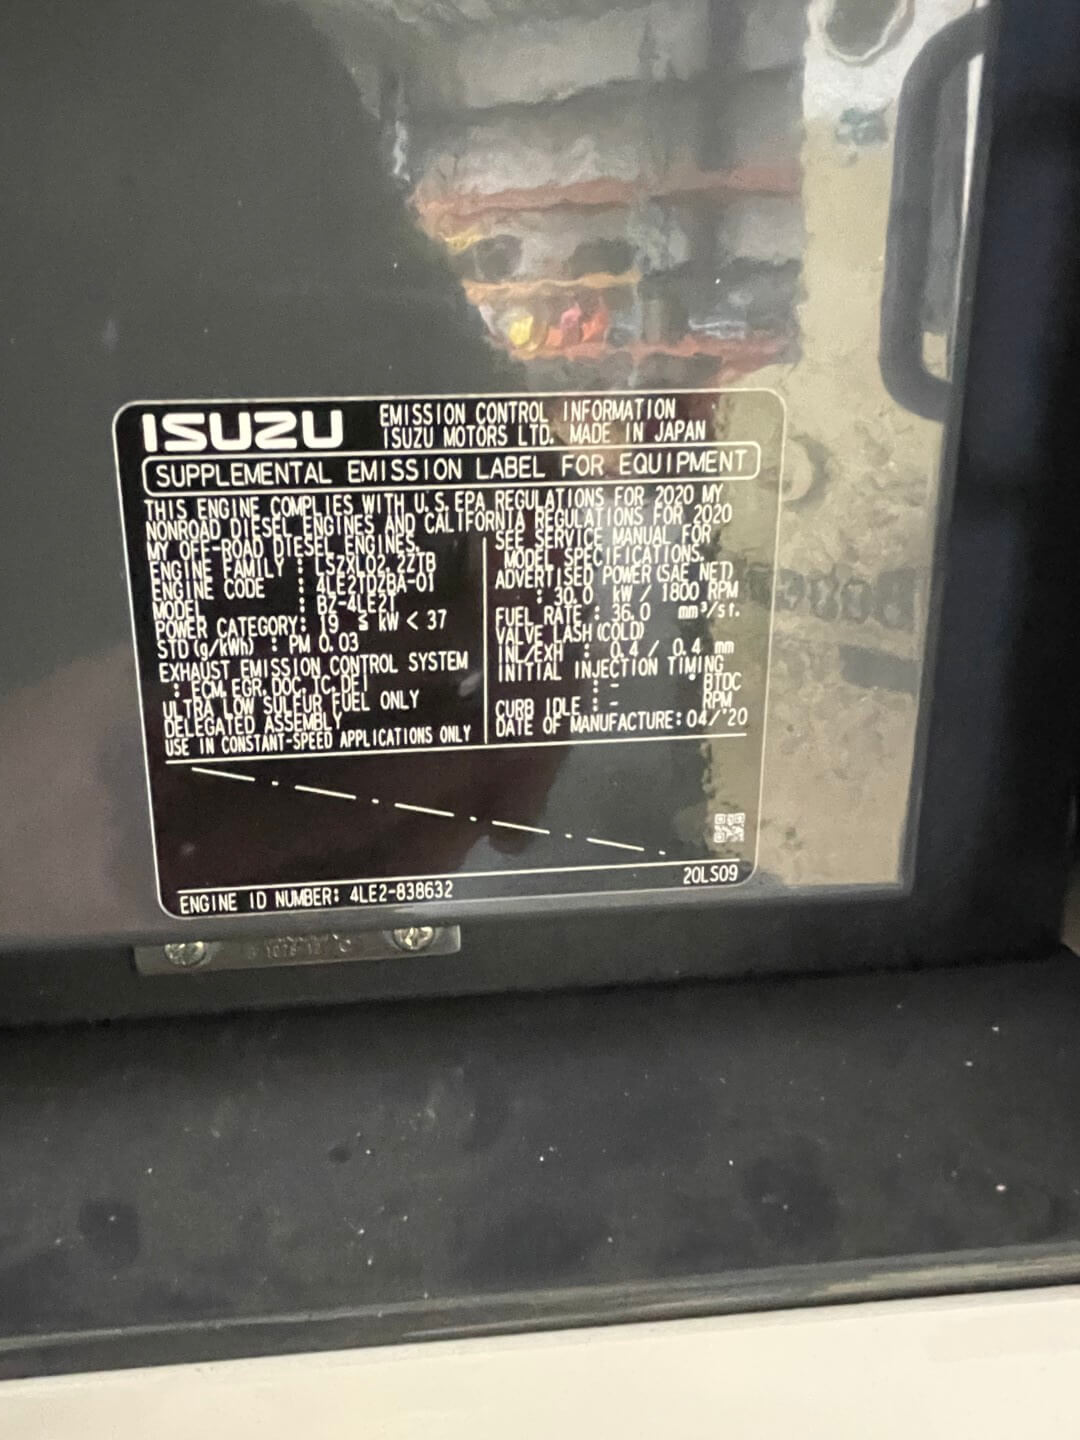 ISUZU
EMISSION CONTROL INFORMATION
ISUZU MOTORS LTD. MADE IN JAPAN
SUPPLEMENTAL EMISSION LABEL FOR EQUIPMENT
THIS ENGINE COMPLIES WITH U.S.EPA REGULATIONS FOR 2020 MY
NONROAD DIESEL ENGINES AND CALIFORNIA REGULATIONS FOR 2020
MY OFF-ROAD DIESEL ENGINES.
ENGINE FAMILY : LSZXL02.2ZTB
ENGINE CODE : 4LE2TDZBA-01
MODEL : BZ-4LE2T
POWER CATEGORY: 19 ≤ kW < 37
STD(g/kWh) : PM 0.03
EXHAUST EMISSION CONTROL SYSTEM
: ECM,EGR,DOC,TC,DFI
ULTRA LOW SULFUR FUEL ONLY
DELEGATED ASSEMBLY
USE IN CONSTANT-SPEED APPLICATIONS ONLY
SEE SERVICE MANUAL FOR
MODEL SPECIFICATIONS.
ADVERTISED POWER(SAE NET)
: 30.0 kW / 1800 RPM
FUEL RATE : 36.0 mm³/st.
VALVE LASH(COLD)
INL/EXH : 0.4 / 0.4 mm
INITIAL INJECTION TIMING
: - ° BTDC
CURB IDLE : - RPM
DATE OF MANUFACTURE: 04/'20
20LS09
ENGINE ID NUMBER: 4LE2-838632